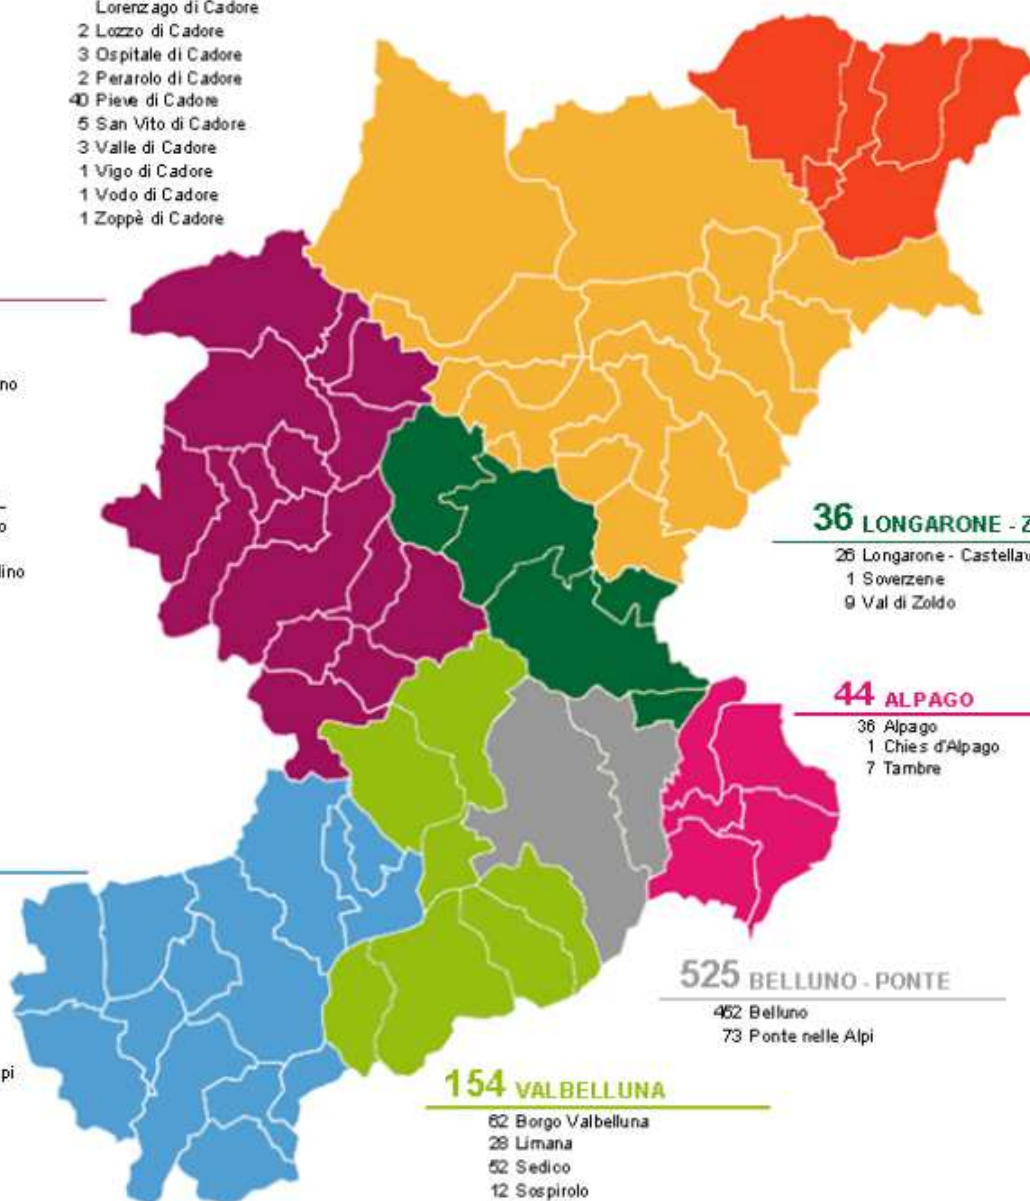 Lorenzago di Cadore
2 Lozzo di Cadore
3 Ospitale di Cadore
2 Perarolo di Cadore
40 Pieve di Cadore
5 San Vito di Cadore
3 Valle di Cadore
1 Vigo di Cadore
1 Vodo di Cadore
1 Zoppè di Cadore
no
o
lino
36 LONGARONE - Z
26 Longarone - Castellav
1 Soverzene
9 Val di Zoldo
44 ALPAGO
36 Alpago
1 Chies d'Alpago
7 Tambre
525 BELLUNO - PONTE
452 Belluno
73 Ponte nelle Alpi
pi
154 VALBELLUNA
62 Borgo Valbelluna
28 Limana
52 Sedico
12 Sospirolo